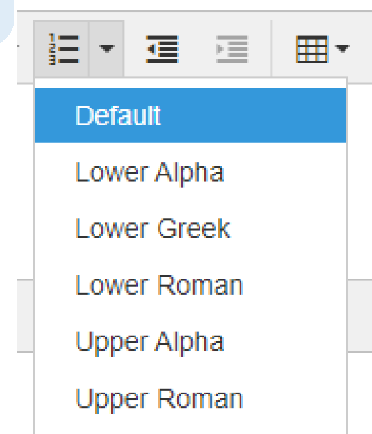 Default
Lower Alpha
Lower Greek
Lower Roman
Upper Alpha
Upper Roman